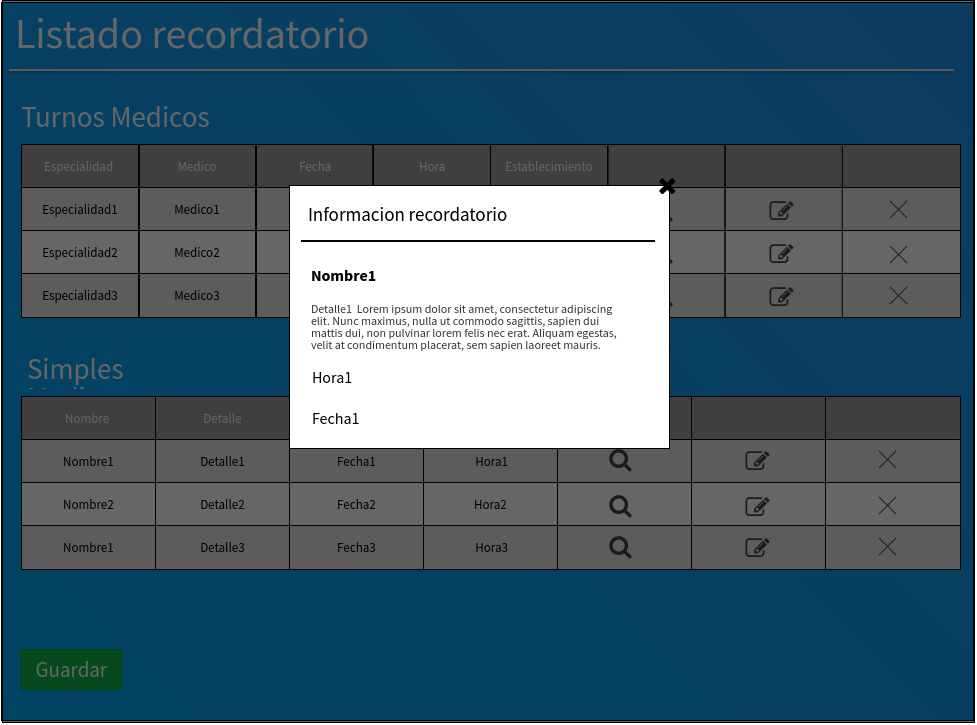 Listado recordatorio
Turnos Medicos
Especialidad Medico Fecha Hora Establecimiento
Especialidad1 Medico1
Especialidad2 Medico2
Especialidad3 Medico3
Informacion recordatorio
Nombre1
Detalle1 Lorem ipsum dolor sit amet, consectetur adipiscing
elit. Nunc maximus, nulla ut commodo sagittis, sapien dui
mattis dui, non pulvinar lorem felis nec erat. Aliquam egestas,
velit at condimentum placerat, sem sapien laoreet mauris.
Hora1
Fecha1
Simples
Nombre Detalle
Nombre1 Detalle1 Fecha1 Hora1
Nombre2 Detalle2 Fecha2 Hora2
Nombre1 Detalle3 Fecha3 Hora3
Guardar